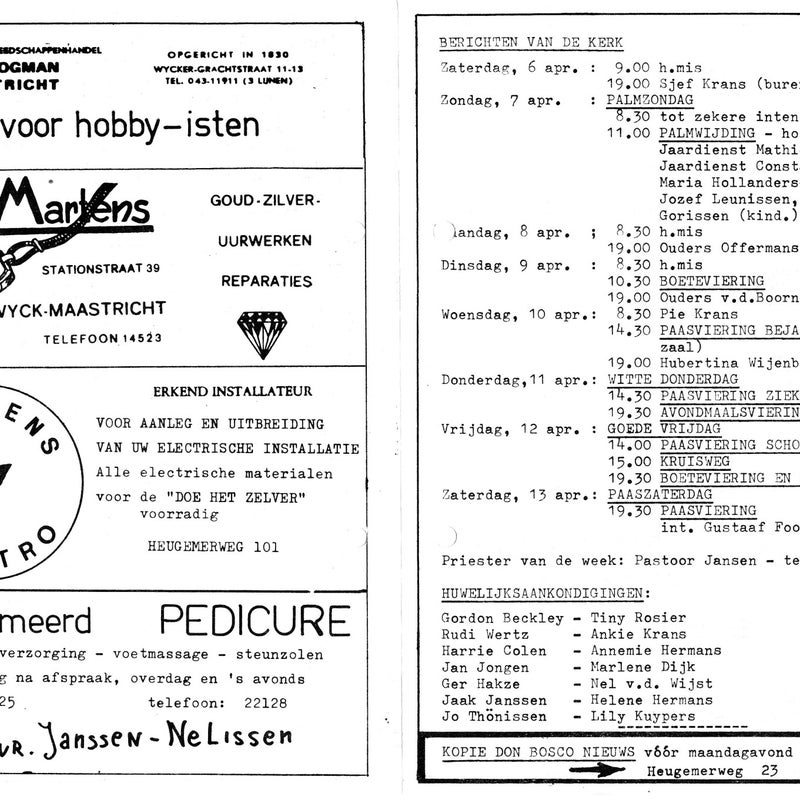 EEDSCHAPPENHANDEL
OGMAN
TRICHT
OPGERICHT IN 1830
WYCKER-GRACHTSTRAAT 11-13
TEL. 043-11911 (3 LIJNEN)
voor hobby-isten
Martens
GOUD-ZILVER-
UURWERKEN
STATIONSTRAAT 39
REPARATIES
WYCK-MAASTRICHT
TELEFOON 14523
ENS
TRO
ERKEND INSTALLATEUR
VOOR AANLEG EN UITBREIDING
VAN UW ELECTRISCHE INSTALLATIE
Alle electrische materialen
voor de "DOE HET ZELVER"
voorradig
HEUGEMERWEG 101
meerd PEDICURE
verzorging - voetmassage - steunzolen
g na afspraak, overdag en 's avonds
25 telefoon: 22128
vr. Janssen-Nelissen
BERICHTEN VAN DE KERK
Zaterdag, 6 apr. : 9.00 h.mis
19.00 Sjef Krans (bure
Zondag, 7 apr. : PALMZONDAG
8.30 tot zekere inten
11.00 PALMWIJDING - ho
Jaardienst Mathi
Jaardienst Const
Maria Hollanders
Jozef Leunissen,
Gorissen (kind.)
Maandag, 8 apr. ; 8.30 h.mis
19.00 Ouders Offermans
Dinsdag, 9 apr. : 8.30 h.mis
10.30 BOETEVIERING
19.00 Ouders v.d.Boorn
Woensdag, 10 apr.: 8.30 Pie Krans
14.30 PAASVIERING BEJA
zaal)
19.00 Hubertina Wijenb
Donderdag,11 apr.: WITTE DONDERDAG
14.30 PAASVIERING ZIEK
19.30 AVONDMAALSVIERIN
Vrijdag, 12 apr. : GOEDE VRIJDAG
14.00 PAASVIERING SCHO
15.00 KRUISWEG
19.30 BOETEVIERING EN
Zaterdag, 13 apr.: PAASZATERDAG
19.30 PAASVIERING
int. Gustaaf Foo
Priester van de week: Pastoor Jansen - te
HUWELIJKSAANKONDIGINGEN:
Gordon Beckley - Tiny Rosier
Rudi Wertz - Ankie Krans
Harrie Colen - Annemie Hermans
Jan Jongen - Marlene Dijk
Ger Hakze - Nel v.d. Wijst
Jaak Janssen - Helene Hermans
Jo Thönissen - Lily Kuypers
KOPIE DON BOSCO NIEUWS vóór maandagavond
Heugemerweg 23